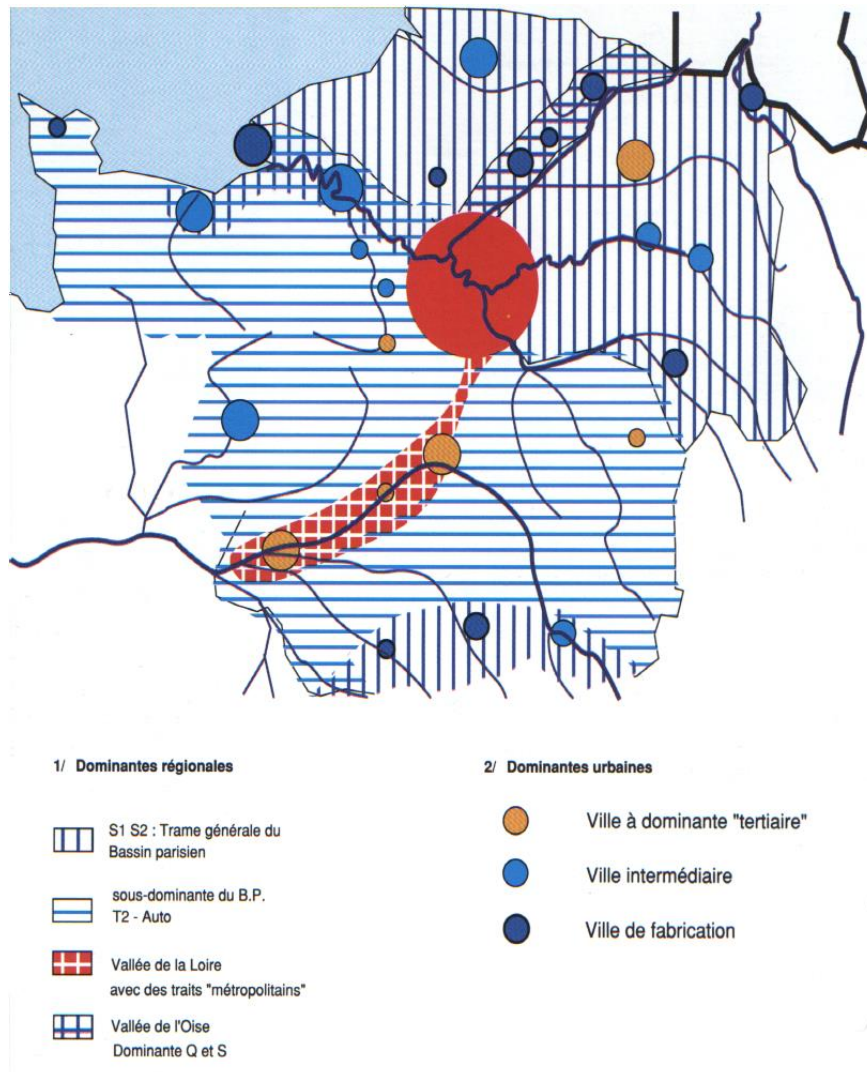 1/ Dominantes régionales
S1 S2 : Trame générale du
Bassin parisien
sous-dominante du B.P.
T2 - Auto
Vallée de la Loire
avec des traits "métropolitains"
Vallée de l'Oise
Dominante Q et S
2/ Dominantes urbaines
Ville à dominante "tertiaire"
Ville intermédiaire
Ville de fabrication